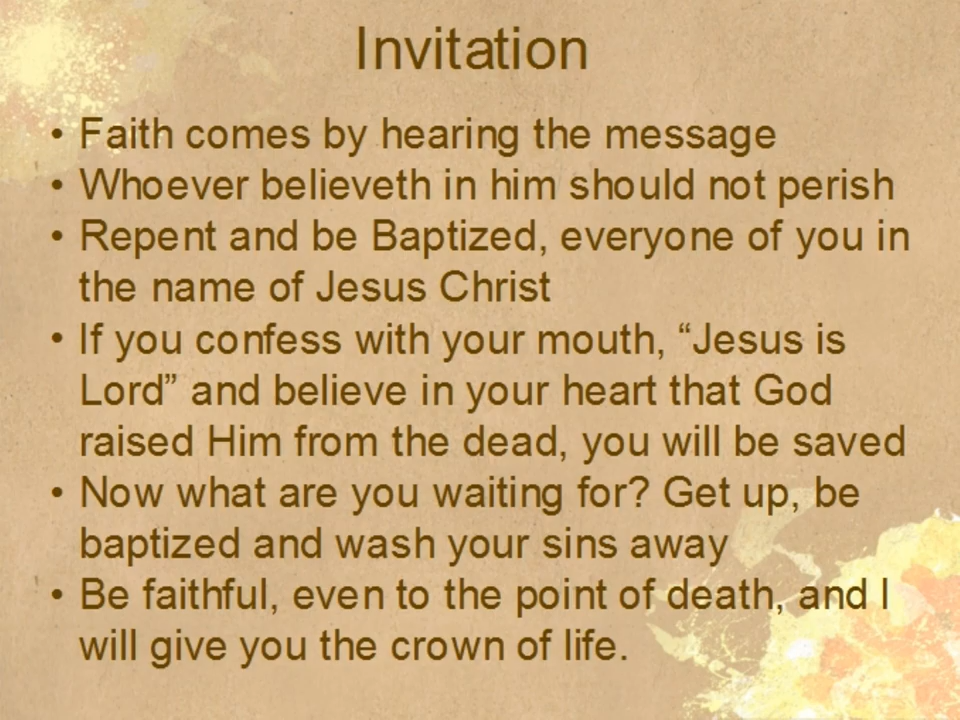 Invitation
• Faith comes by hearing the message
• Whoever believeth in him should not perish
• Repent and be Baptized, everyone of you in
the name of Jesus Christ
• If you confess with your mouth, “Jesus is
Lord” and believe in your heart that God
raised Him from the dead, you will be saved
• Now what are you waiting for? Get up, be
baptized and wash your sins away
• Be faithful, even to the point of death, and I
will give you the crown of life.